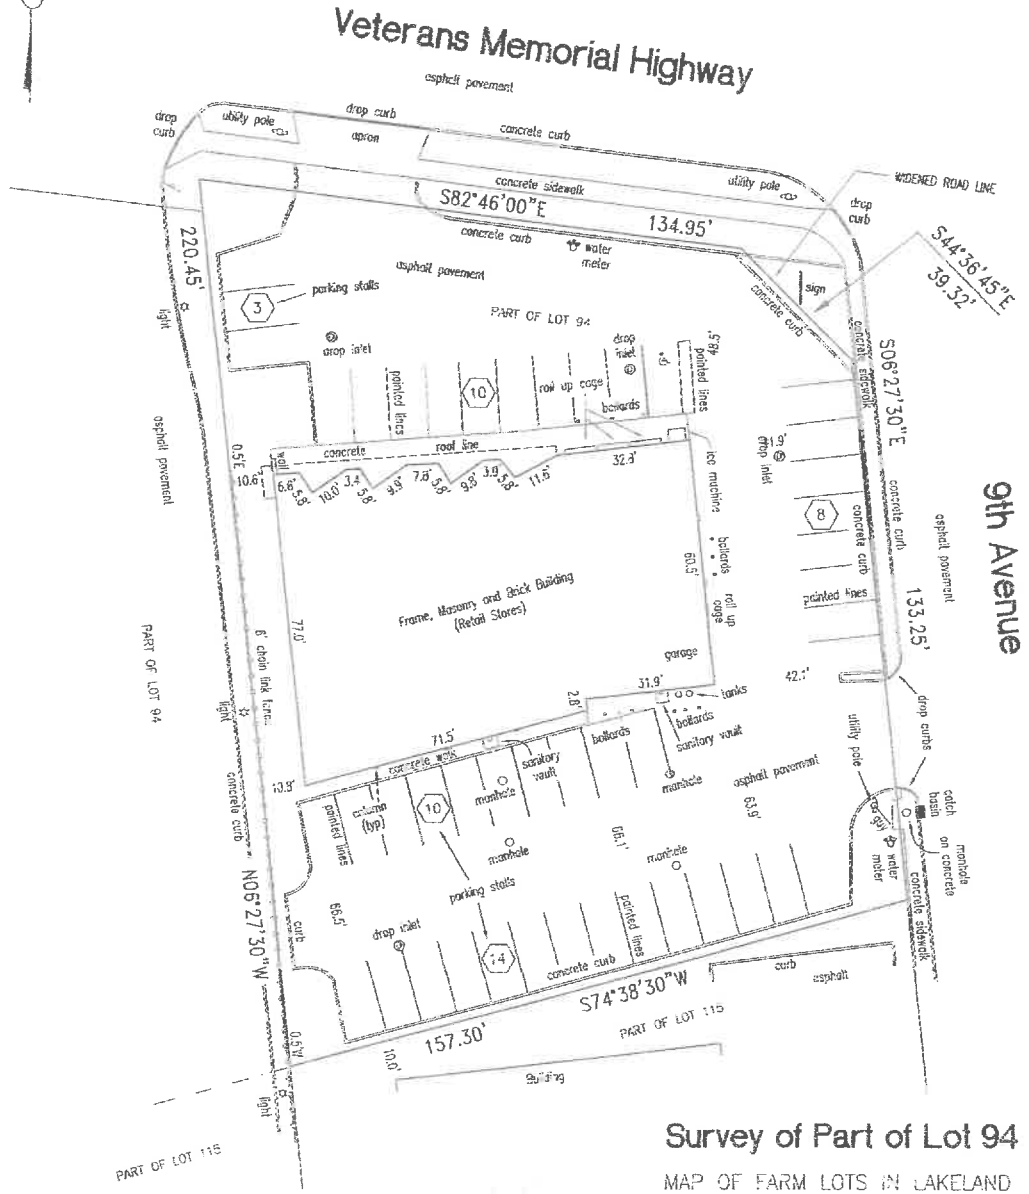 Veterans Memorial Highway
asphalt pavement
drop curb
utility pole
drop curb
apron
concrete curb
concrete sidewalk
utility pole
WIDENED ROAD LINE
drop curb
S82°46'00"E
134.95'
concrete curb
water meter
S44°36'45"E
39.32'
220.45'
asphalt pavement
sign
concrete curb
parking stalls
3
light
PART OF LOT 94
drop inlet
drop inlet
48.5'
painted lines
concrete sidewalk
S06°27'30"E
painted lines
10
roll up cage
bollards
asphalt pavement
0.5'E
10.6'
wall
concrete
roof line
32.3'
ice machine
drop inlet
6.6'
5.8'
10.0'
3.4
5.8'
9.9'
7.6'
5.8'
9.8'
3.9
5.8'
11.6'
8
concrete curb
concrete curb
asphalt pavement
9th Avenue
bollards
60.5'
roll up cage
Frame, Masonry and Brick Building
(Retail Stores)
painted lines
133.25'
77.0'
6' chain link fence
PART OF LOT 94
garage
31.9'
42.1'
2.8'
tanks
bollards
sanitary vault
bollards
light
71.5'
concrete walk
sanitary vault
drop curbs
utility pole
concrete curb
painted lines
column (typ)
10
manhole
manhole
asphalt pavement
63.9'
guy
catch basin
manhole on concrete
water meter
66.1'
manhole
manhole
parking stalls
N06°27'30"W
66.5'
curb
drop inlet
painted lines
concrete sidewalk
14
concrete curb
S74°38'30"W
curb
asphalt
157.30'
PART OF LOT 115
10.0'
Building
light
PART OF LOT 115
Survey of Part of Lot 94
MAP OF FARM LOTS IN LAKELAND